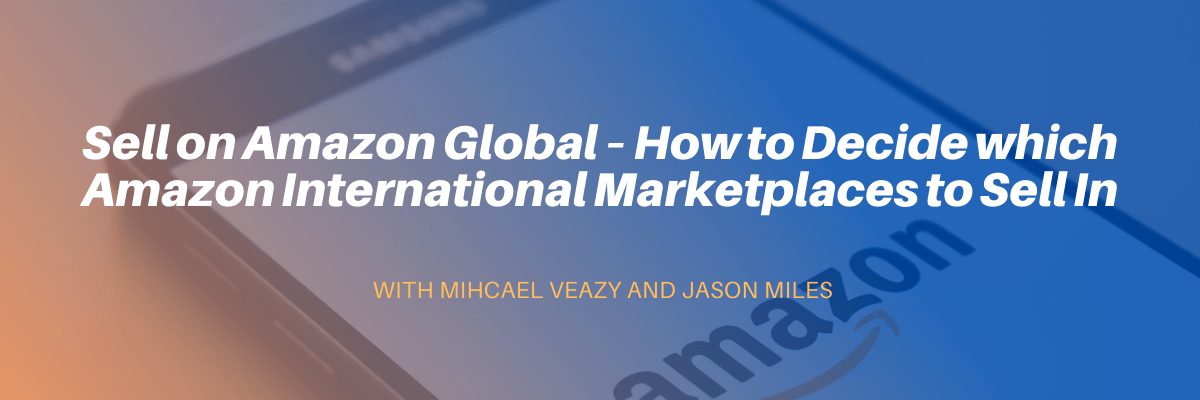 SAMSUNG
Sell on Amazon Global – How to Decide which
Amazon International Marketplaces to Sell In
WITH MIHCAEL VEAZY AND JASON MILES
amazon